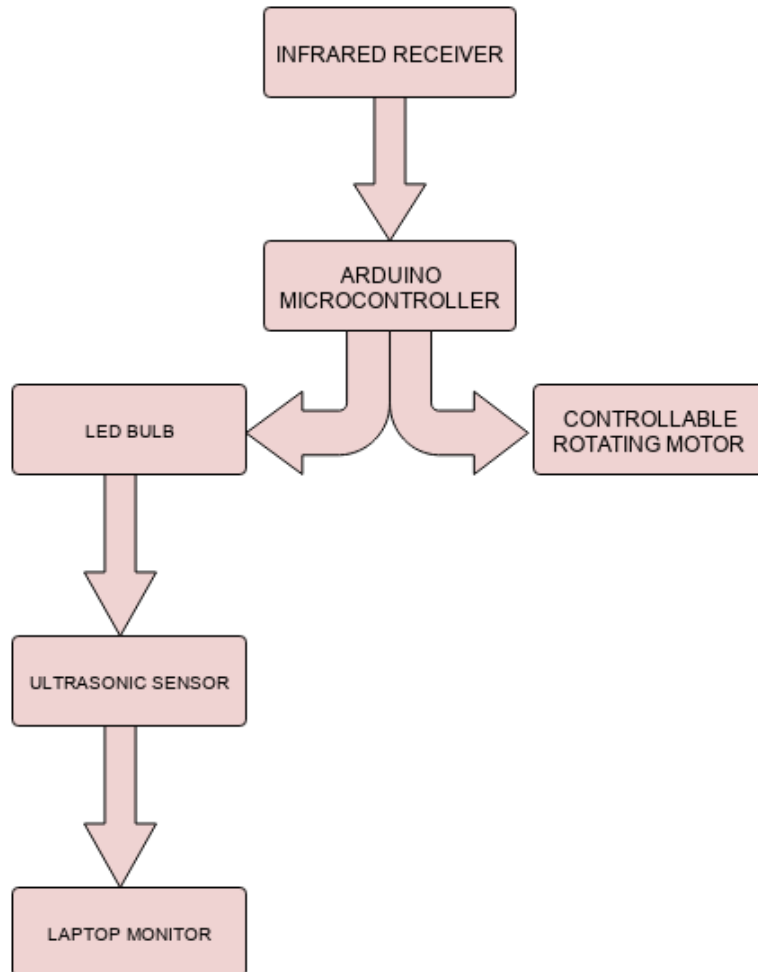 INFRARED RECEIVER
ARDUINO
MICROCONTROLLER
LED BULB
CONTROLLABLE
ROTATING MOTOR
ULTRASONIC SENSOR
LAPTOP MONITOR